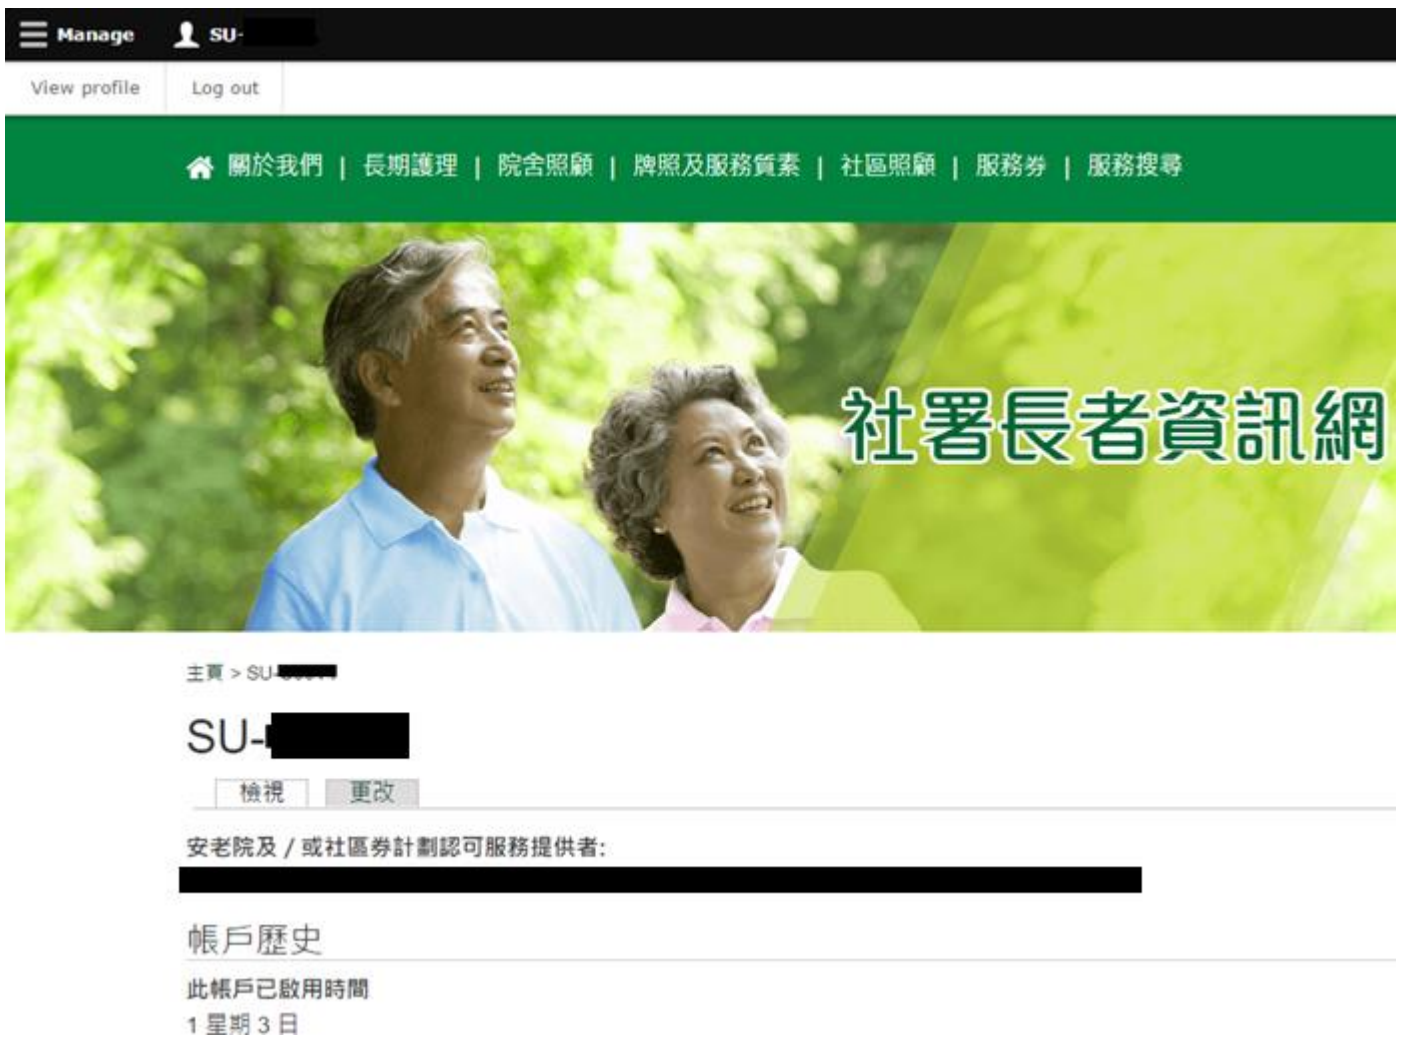 Manage SU-
View profile Log out
關於我們 | 長期護理 | 院舍照顧 | 牌照及服務質素 | 社區照顧 | 服務券 | 服務搜尋
社署長者資訊網
主頁 > SU-
SU-
檢視 更改
安老院及 / 或社區券計劃認可服務提供者:
帳戶歷史
此帳戶已啟用時間
1 星期 3 日